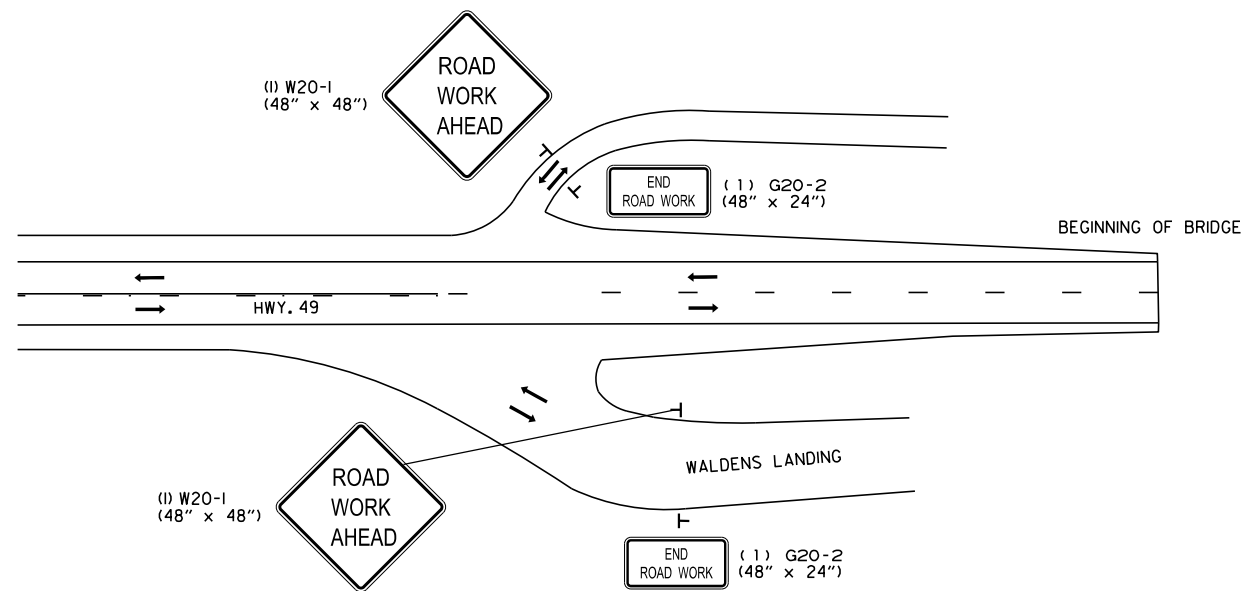 ROAD
WORK
AHEAD
(1) W20-1
(48" x 48")
END
ROAD WORK
( 1 ) G20-2
(48" x 24")
BEGINNING OF BRIDGE
HWY. 49
WALDENS LANDING
ROAD
WORK
AHEAD
(1) W20-1
(48" x 48")
END
ROAD WORK
( 1 ) G20-2
(48" x 24")